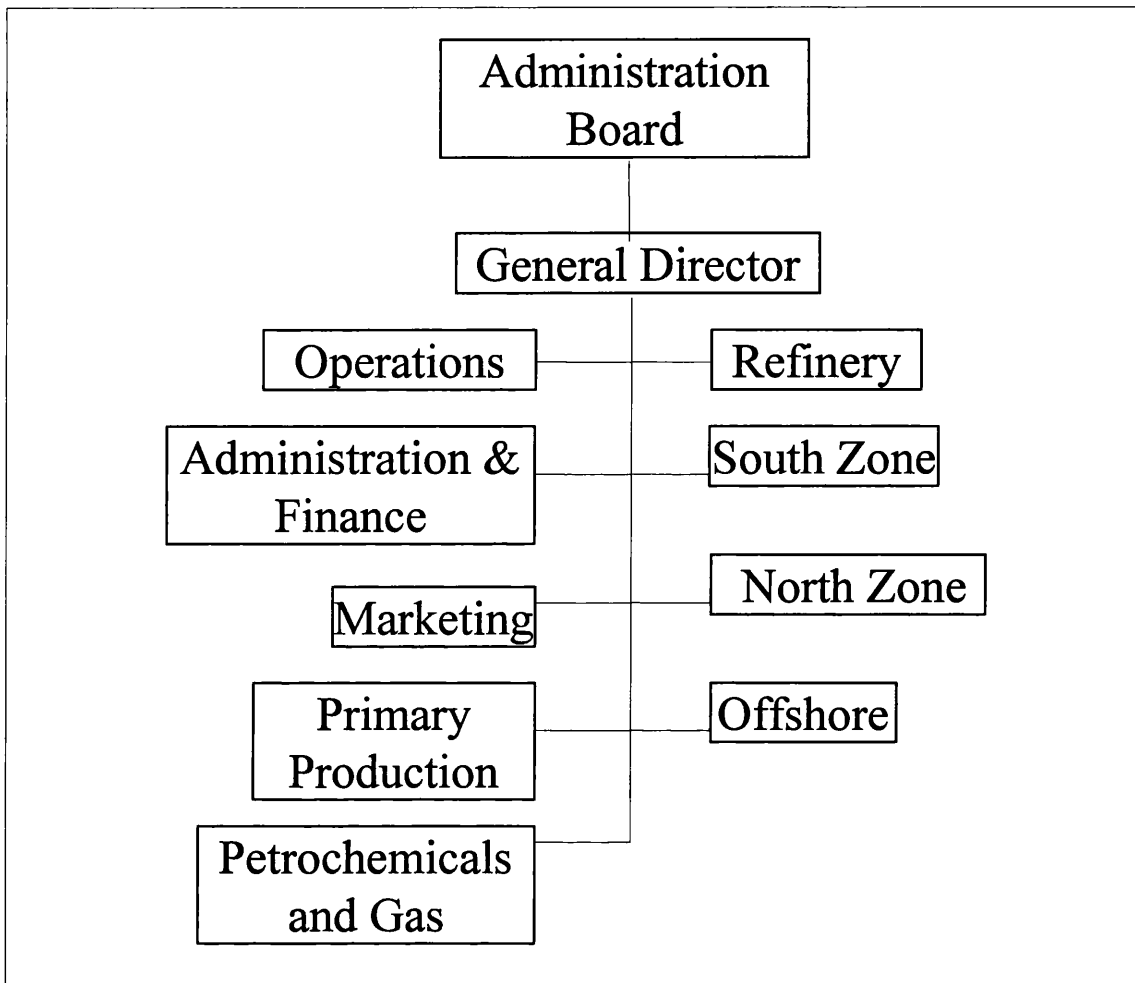 Administration
Board
General Director
Operations
Refinery
Administration &
Finance
South Zone
Marketing
North Zone
Primary
Production
Offshore
Petrochemicals
and Gas